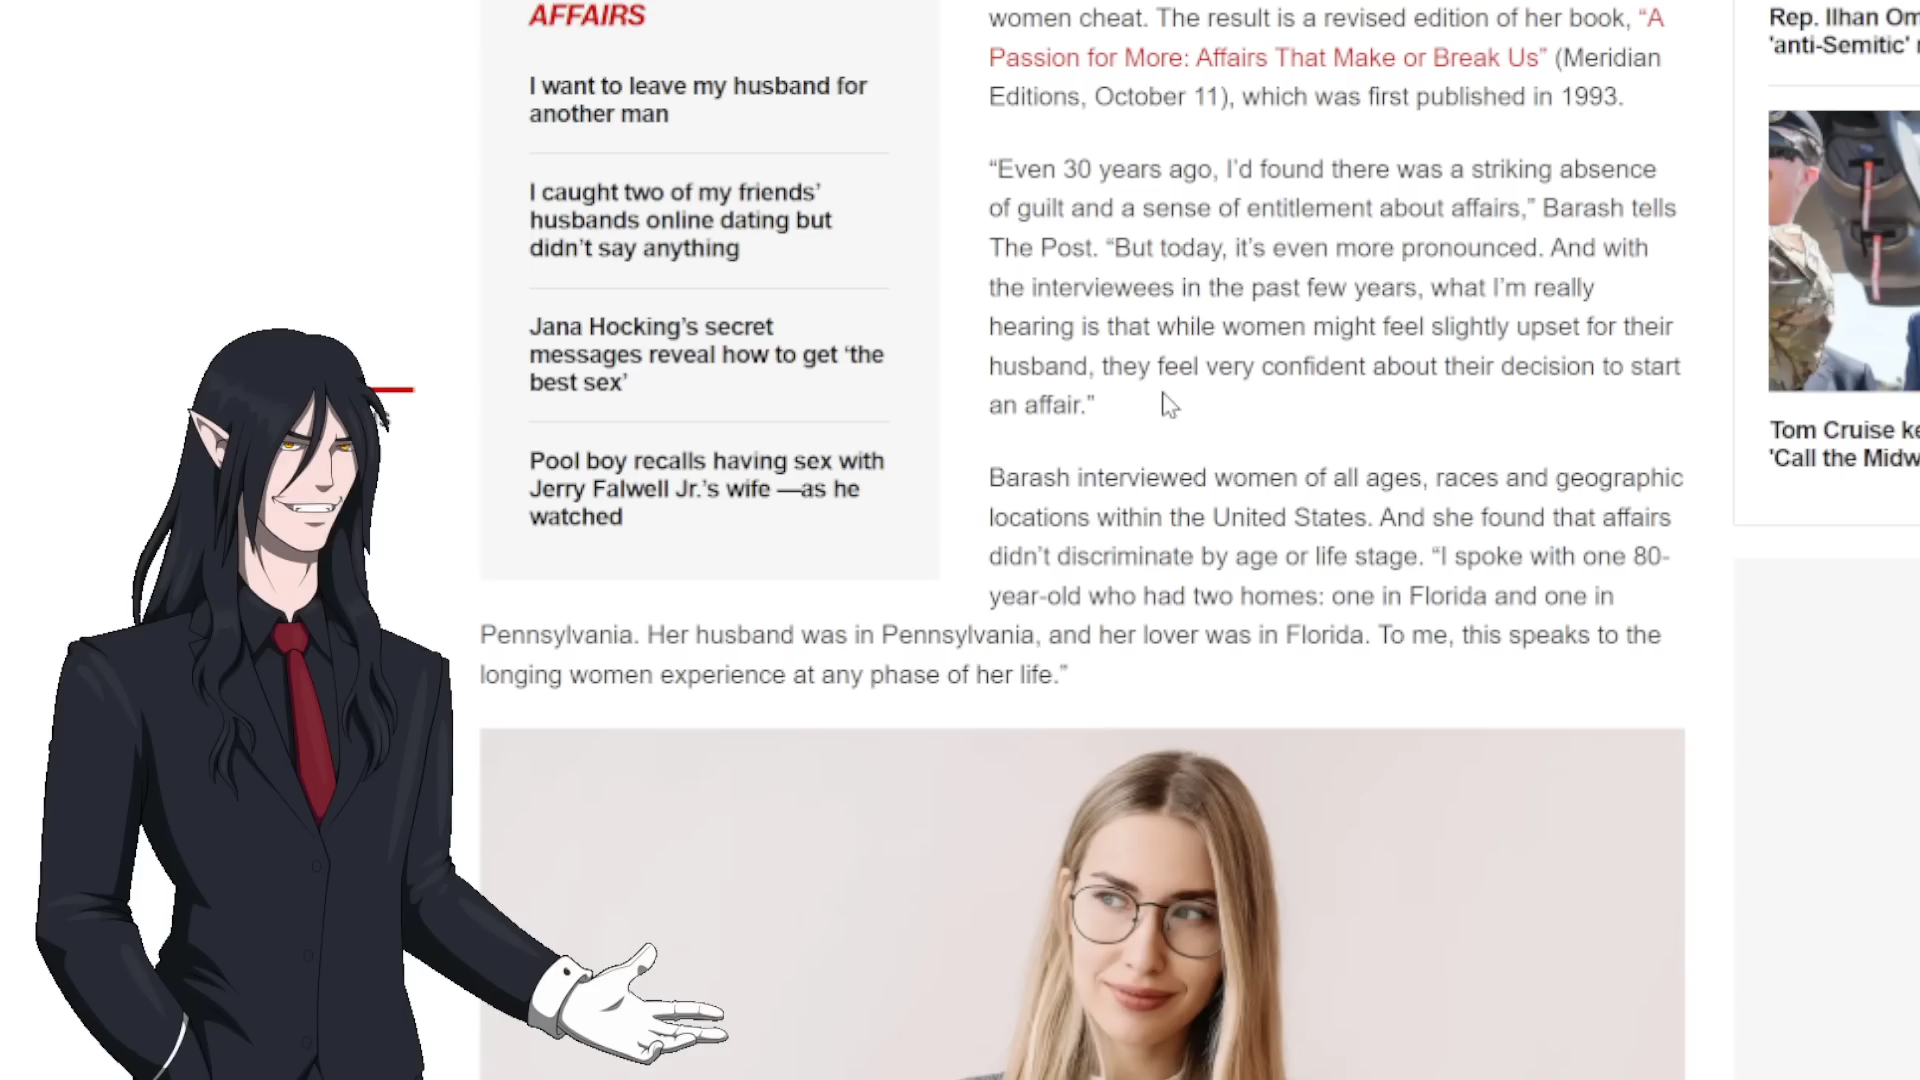 AFFAIRS
I want to leave my husband for
another man
I caught two of my friends’
husbands online dating but
didn’t say anything
Jana Hocking’s secret
messages reveal how to get ‘the
best sex’
Pool boy recalls having sex with
Jerry Falwell Jr.’s wife —as he
watched
women cheat. The result is a revised edition of her book, “A
Passion for More: Affairs That Make or Break Us” (Meridian
Editions, October 11), which was first published in 1993.
“Even 30 years ago, I’d found there was a striking absence
of guilt and a sense of entitlement about affairs,” Barash tells
The Post. “But today, it’s even more pronounced. And with
the interviewees in the past few years, what I’m really
hearing is that while women might feel slightly upset for their
husband, they feel very confident about their decision to start
an affair.”
Barash interviewed women of all ages, races and geographic
locations within the United States. And she found that affairs
didn’t discriminate by age or life stage. “I spoke with one 80-
year-old who had two homes: one in Florida and one in
Pennsylvania. Her husband was in Pennsylvania, and her lover was in Florida. To me, this speaks to the
longing women experience at any phase of her life.”
Rep. Ilhan Om
'anti-Semitic'
Tom Cruise ke
'Call the Midw